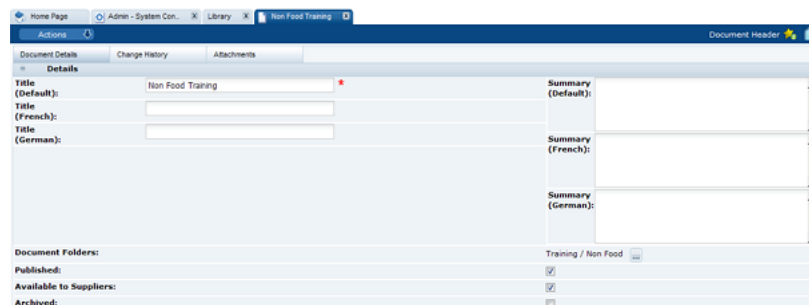 Home Page Admin - System Con... X Library X Non Food Training X
Actions Document Header
Document Details Change History Attachments
Details
Title (Default): Non Food Training * Summary (Default):
Title (French):
Title (German):
Summary (French):
Summary (German):
Document Folders: Training / Non Food ...
Published:
Available to Suppliers:
Archived: